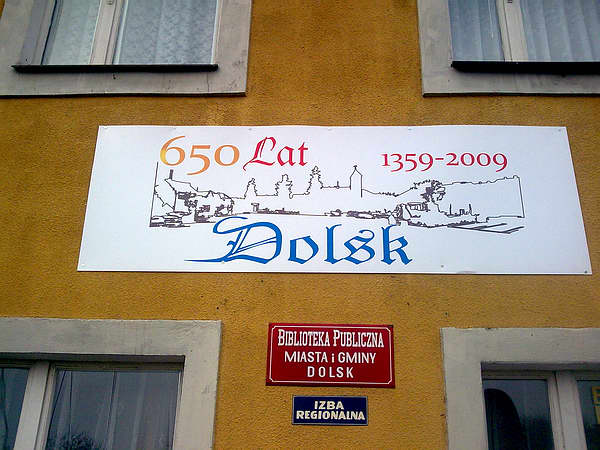 650 Lat 1359-2009
Dolsk
BIBLIOTEKA PUBLICZNA
MIASTA i GMINY
DOLSK
IZBA
REGIONALNA